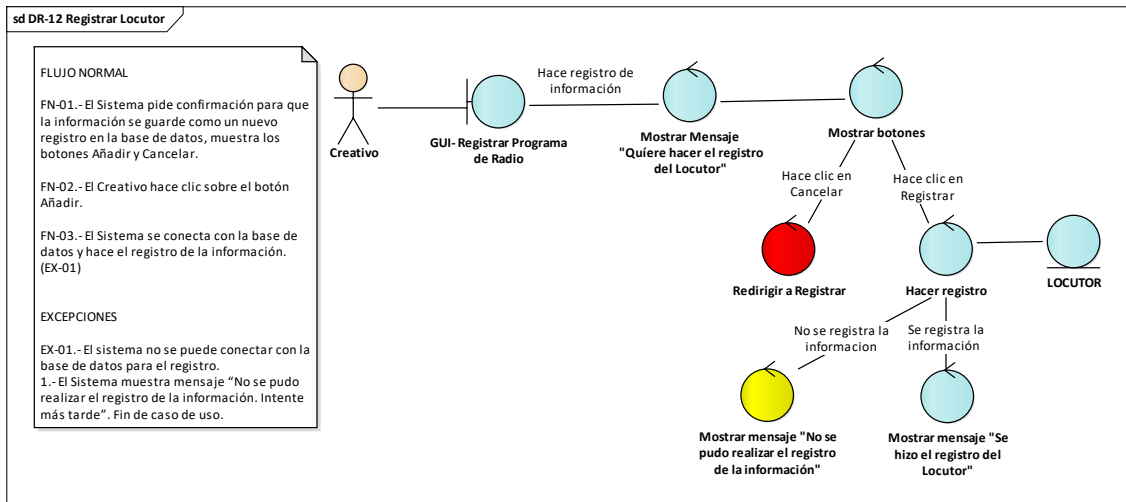 sd DR-12 Registrar Locutor
FLUJO NORMAL
FN-01.- El Sistema pide confirmación para que
la información se guarde como un nuevo
registro en la base de datos, muestra los
botones Añadir y Cancelar.
FN-02.- El Creativo hace clic sobre el botón
Añadir.
FN-03.- El Sistema se conecta con la base de
datos y hace el registro de la información.
(EX-01)
EXCEPCIONES
EX-01.- El sistema no se puede conectar con la
base de datos para el registro.
1.- El Sistema muestra mensaje “No se pudo
realizar el registro de la información. Intente
más tarde”. Fin de caso de uso.
Creativo
GUI- Registrar Programa
de Radio
Hace registro de
información
Mostrar Mensaje
"Quíere hacer el registro
del Locutor"
Mostrar botones
Hace clic en
Cancelar
Hace clic en
Registrar
Redirigir a Registrar
Hacer registro
LOCUTOR
No se registra la
informacion
Se registra la
información
Mostrar mensaje "No se
pudo realizar el registro
de la información"
Mostrar mensaje "Se
hizo el registro del
Locutor"